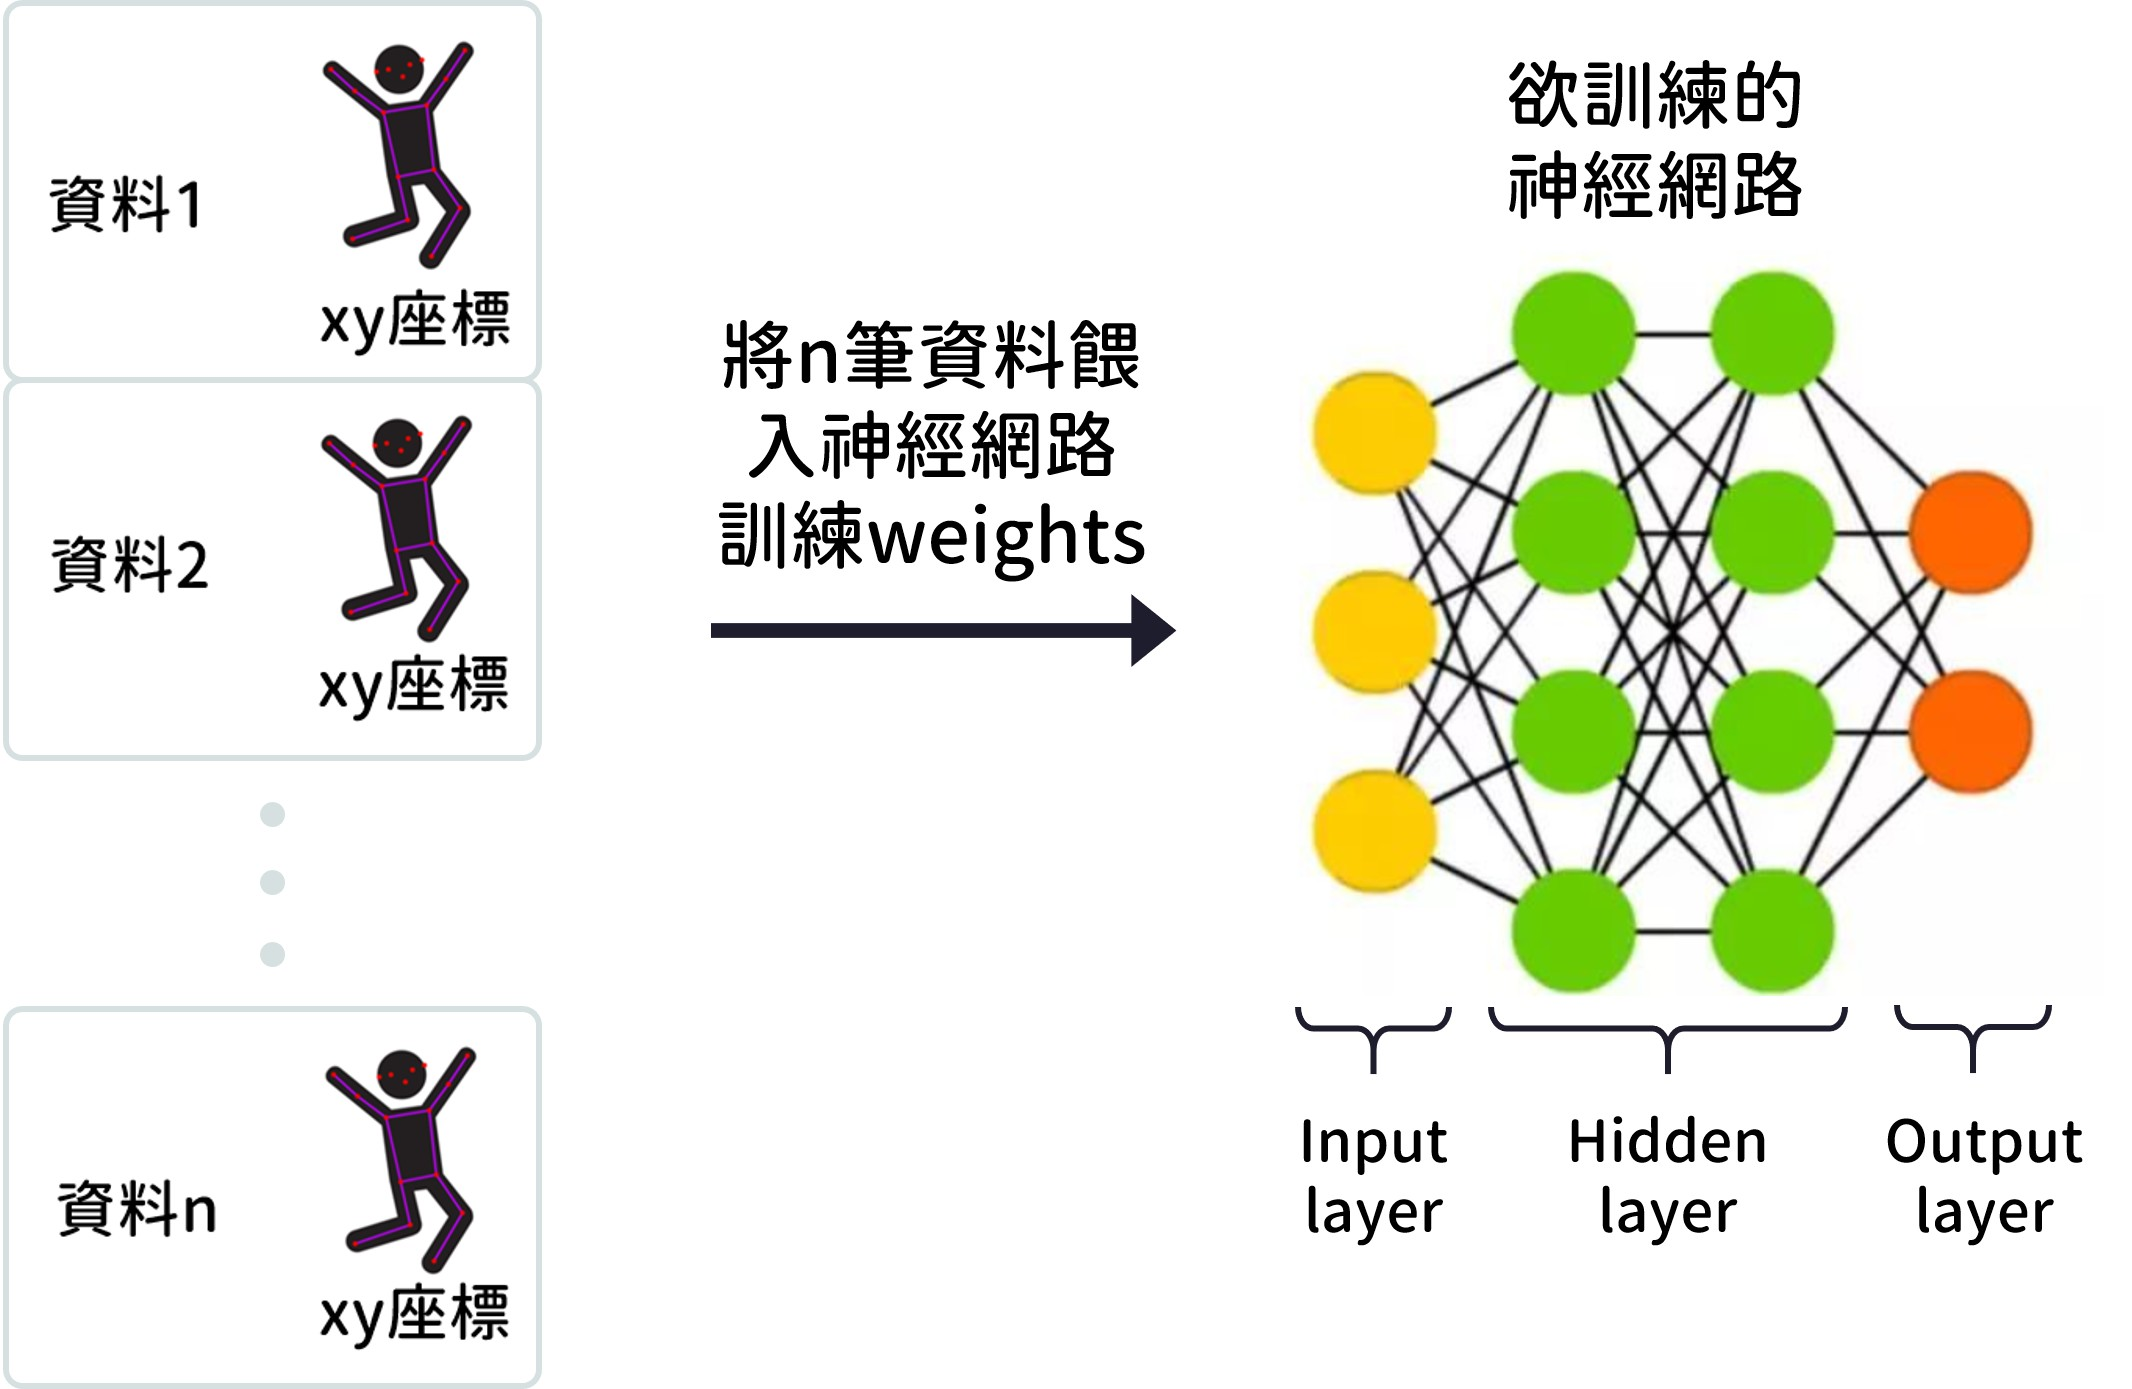 資料1
xy座標
資料2
xy座標
資料n
xy座標
將n筆資料餵
入神經網路
訓練weights
欲訓練的
神經網路
Input
layer
Hidden
layer
Output
layer